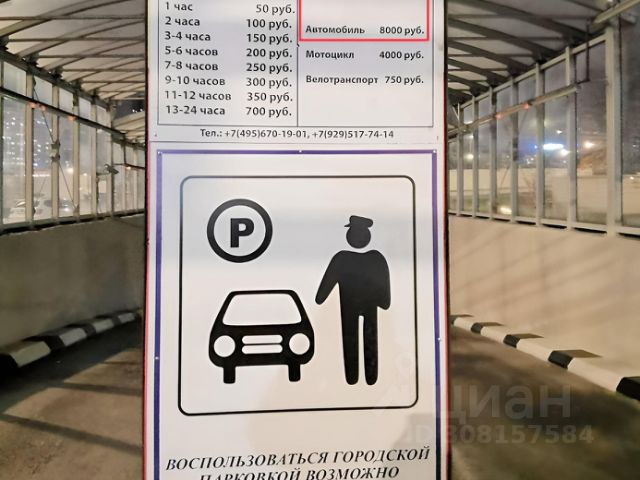 1 час 50 руб.
2 часа 100 руб.
3-4 часа 150 руб.
5-6 часов 200 руб.
7-8 часов 250 руб.
9-10 часов 300 руб.
11-12 часов 350 руб.
13-24 часа 700 руб.
Автомобиль 8000 руб.
Мотоцикл 4000 руб.
Велотранспорт 750 руб.
Тел.: +7(495)670-19-01, +7(929)517-74-14
P
циан
ID 308157584
ВОСПОЛЬЗОВАТЬСЯ ГОРОДСКОЙ
ПАРКОВКОЙ ВОЗМОЖНО